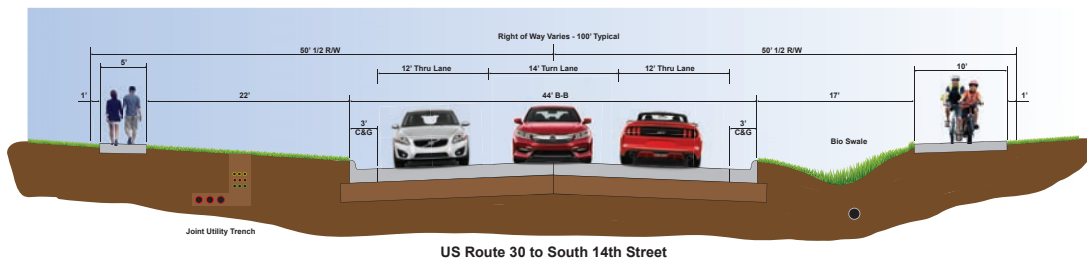 Right of Way Varies - 100' Typical
50' 1/2 R/W
50' 1/2 R/W
5'
12' Thru Lane
14' Turn Lane
12' Thru Lane
10'
1'
22'
44' B-B
17'
1'
3'
C&G
3'
C&G
Bio Swale
Joint Utility Trench
US Route 30 to South 14th Street